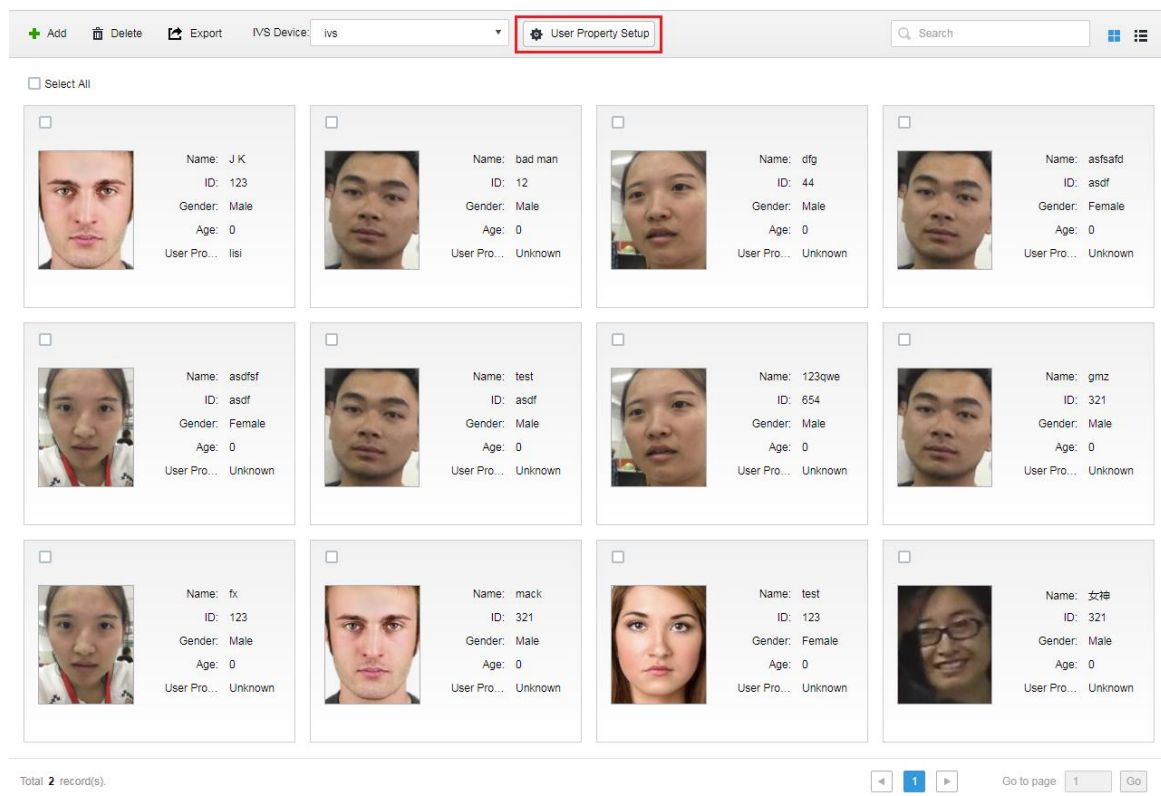 Add Delete Export IVS Device: ivs User Property Setup Search
Select All
Name: J K
ID: 123
Gender: Male
Age: 0
User Pro... lisi
Name: bad man
ID: 12
Gender: Male
Age: 0
User Pro... Unknown
Name: dfg
ID: 44
Gender: Male
Age: 0
User Pro... Unknown
Name: asfsafd
ID: asdf
Gender: Female
Age: 0
User Pro... Unknown
Name: asdfsf
ID: asdf
Gender: Female
Age: 0
User Pro... Unknown
Name: test
ID: asdf
Gender: Male
Age: 0
User Pro... Unknown
Name: 123qwe
ID: 654
Gender: Male
Age: 0
User Pro... Unknown
Name: gmz
ID: 321
Gender: Male
Age: 0
User Pro... Unknown
Name: fx
ID: 123
Gender: Male
Age: 0
User Pro... Unknown
Name: mack
ID: 321
Gender: Male
Age: 0
User Pro... Unknown
Name: test
ID: 123
Gender: Female
Age: 0
User Pro... Unknown
Name: 女神
ID: 321
Gender: Male
Age: 0
User Pro... Unknown
Total 2 record(s). 1 Go to page 1 Go